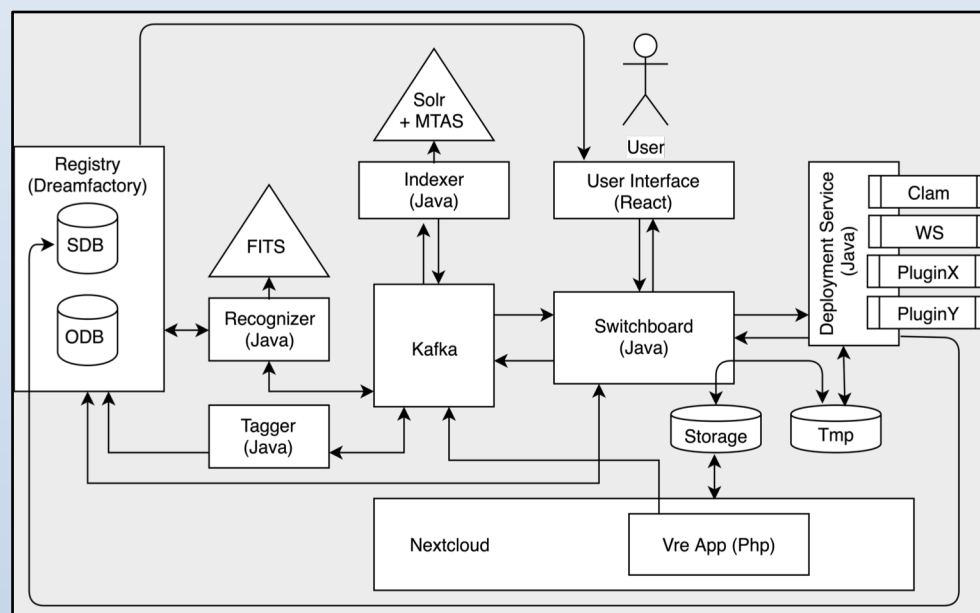 Registry
(Dreamfactory)
SDB
ODB
FITS
Recognizer
(Java)
Tagger
(Java)
Solr
+ MTAS
Indexer
(Java)
Kafka
User
User Interface
(React)
Switchboard
(Java)
Deployment Service
(Java)
Clam
WS
PluginX
PluginY
Storage
Tmp
Nextcloud
Vre App (Php)